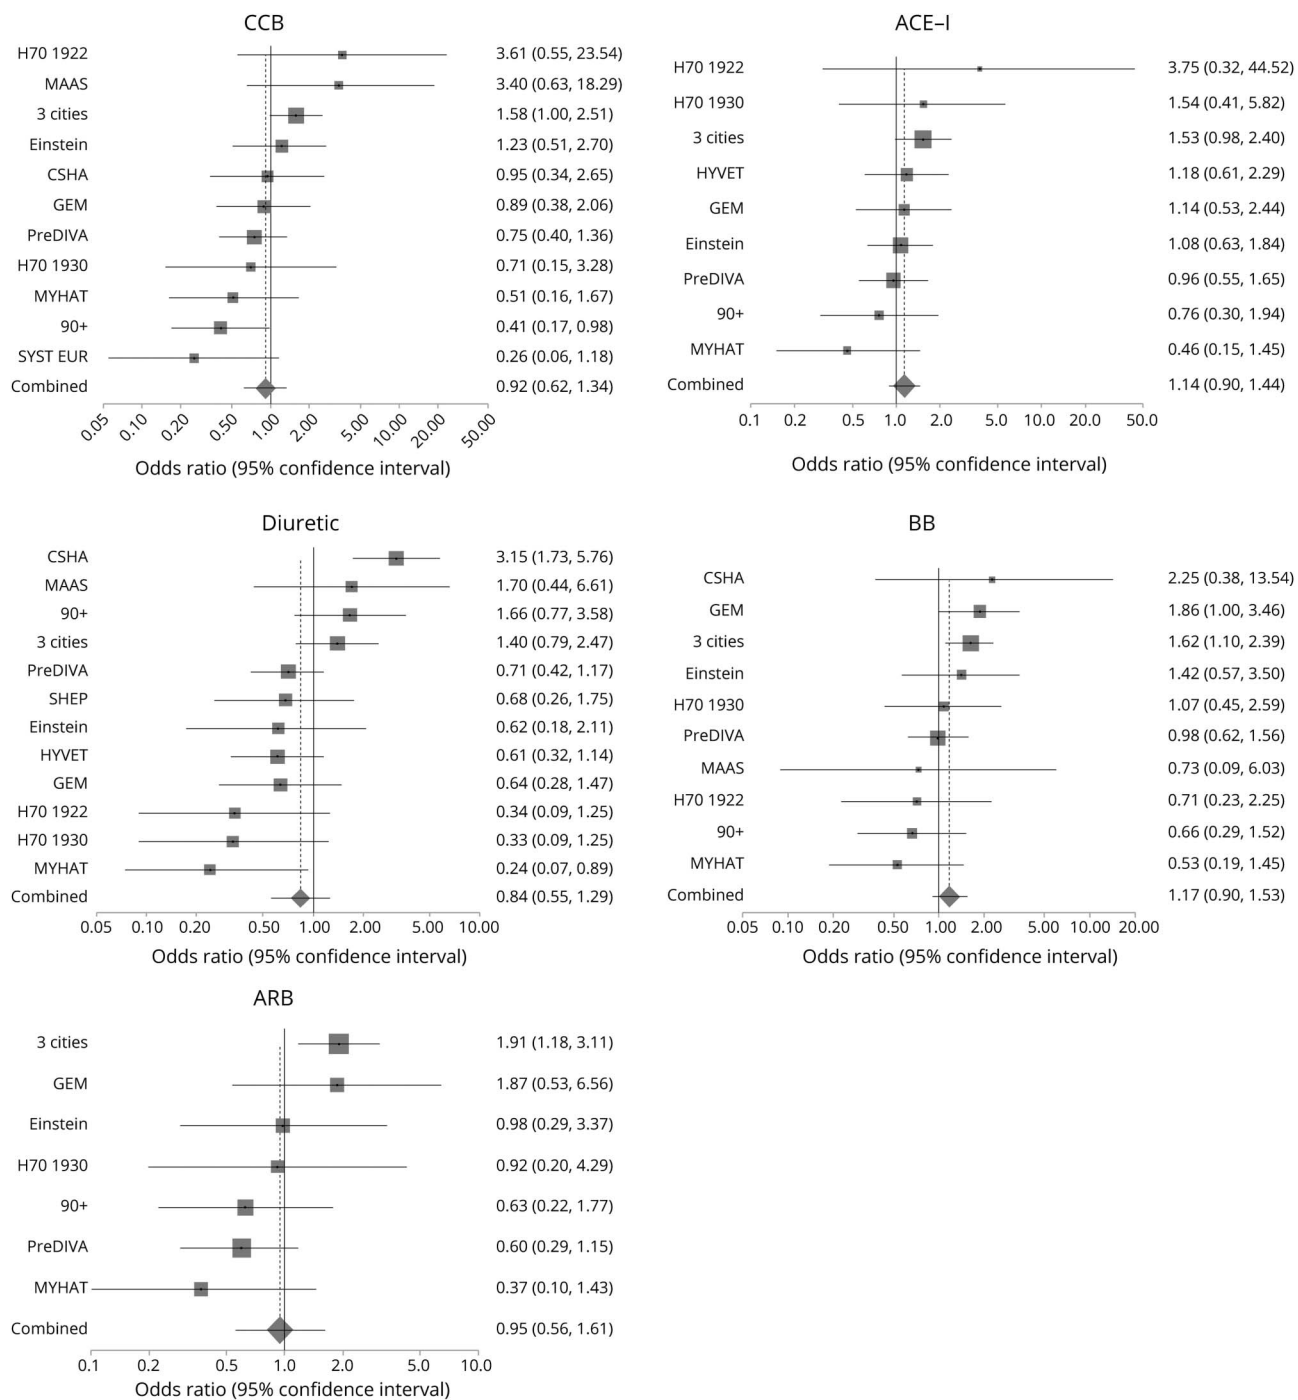 CCB
H70 1922 3.61 (0.55, 23.54)
MAAS 3.40 (0.63, 18.29)
3 cities 1.58 (1.00, 2.51)
Einstein 1.23 (0.51, 2.70)
CSHA 0.95 (0.34, 2.65)
GEM 0.89 (0.38, 2.06)
PreDIVA 0.75 (0.40, 1.36)
H70 1930 0.71 (0.15, 3.28)
MYHAT 0.51 (0.16, 1.67)
90+ 0.41 (0.17, 0.98)
SYST EUR 0.26 (0.06, 1.18)
Combined 0.92 (0.62, 1.34)
0.05 0.10 0.20 0.50 1.00 2.00 5.00 10.00 20.00 50.00
Odds ratio (95% confidence interval)
ACE–I
H70 1922 3.75 (0.32, 44.52)
H70 1930 1.54 (0.41, 5.82)
3 cities 1.53 (0.98, 2.40)
HYVET 1.18 (0.61, 2.29)
GEM 1.14 (0.53, 2.44)
Einstein 1.08 (0.63, 1.84)
PreDIVA 0.96 (0.55, 1.65)
90+ 0.76 (0.30, 1.94)
MYHAT 0.46 (0.15, 1.45)
Combined 1.14 (0.90, 1.44)
0.1 0.2 0.5 1.0 2.0 5.0 10.0 20.0 50.0
Odds ratio (95% confidence interval)
Diuretic
CSHA 3.15 (1.73, 5.76)
MAAS 1.70 (0.44, 6.61)
90+ 1.66 (0.77, 3.58)
3 cities 1.40 (0.79, 2.47)
PreDIVA 0.71 (0.42, 1.17)
SHEP 0.68 (0.26, 1.75)
Einstein 0.62 (0.18, 2.11)
HYVET 0.61 (0.32, 1.14)
GEM 0.64 (0.28, 1.47)
H70 1922 0.34 (0.09, 1.25)
H70 1930 0.33 (0.09, 1.25)
MYHAT 0.24 (0.07, 0.89)
Combined 0.84 (0.55, 1.29)
0.05 0.10 0.20 0.50 1.00 2.00 5.00 10.00
Odds ratio (95% confidence interval)
BB
CSHA 2.25 (0.38, 13.54)
GEM 1.86 (1.00, 3.46)
3 cities 1.62 (1.10, 2.39)
Einstein 1.42 (0.57, 3.50)
H70 1930 1.07 (0.45, 2.59)
PreDIVA 0.98 (0.62, 1.56)
MAAS 0.73 (0.09, 6.03)
H70 1922 0.71 (0.23, 2.25)
90+ 0.66 (0.29, 1.52)
MYHAT 0.53 (0.19, 1.45)
Combined 1.17 (0.90, 1.53)
0.05 0.10 0.20 0.50 1.00 2.00 5.00 10.00 20.00
Odds ratio (95% confidence interval)
ARB
3 cities 1.91 (1.18, 3.11)
GEM 1.87 (0.53, 6.56)
Einstein 0.98 (0.29, 3.37)
H70 1930 0.92 (0.20, 4.29)
90+ 0.63 (0.22, 1.77)
PreDIVA 0.60 (0.29, 1.15)
MYHAT 0.37 (0.10, 1.43)
Combined 0.95 (0.56, 1.61)
0.1 0.2 0.5 1.0 2.0 5.0 10.0
Odds ratio (95% confidence interval)